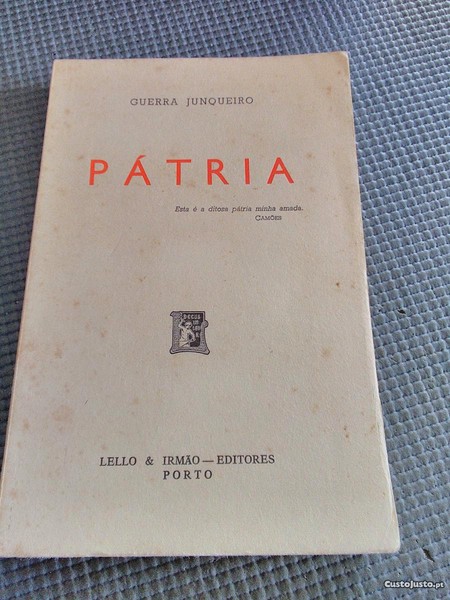 GUERRA JUNQUEIRO
PÁTRIA
Esta é a ditosa pátria minha amada.
CAMÕES
LELLO & IRMÃO — EDITORES
PORTO
CustoJusto.pt